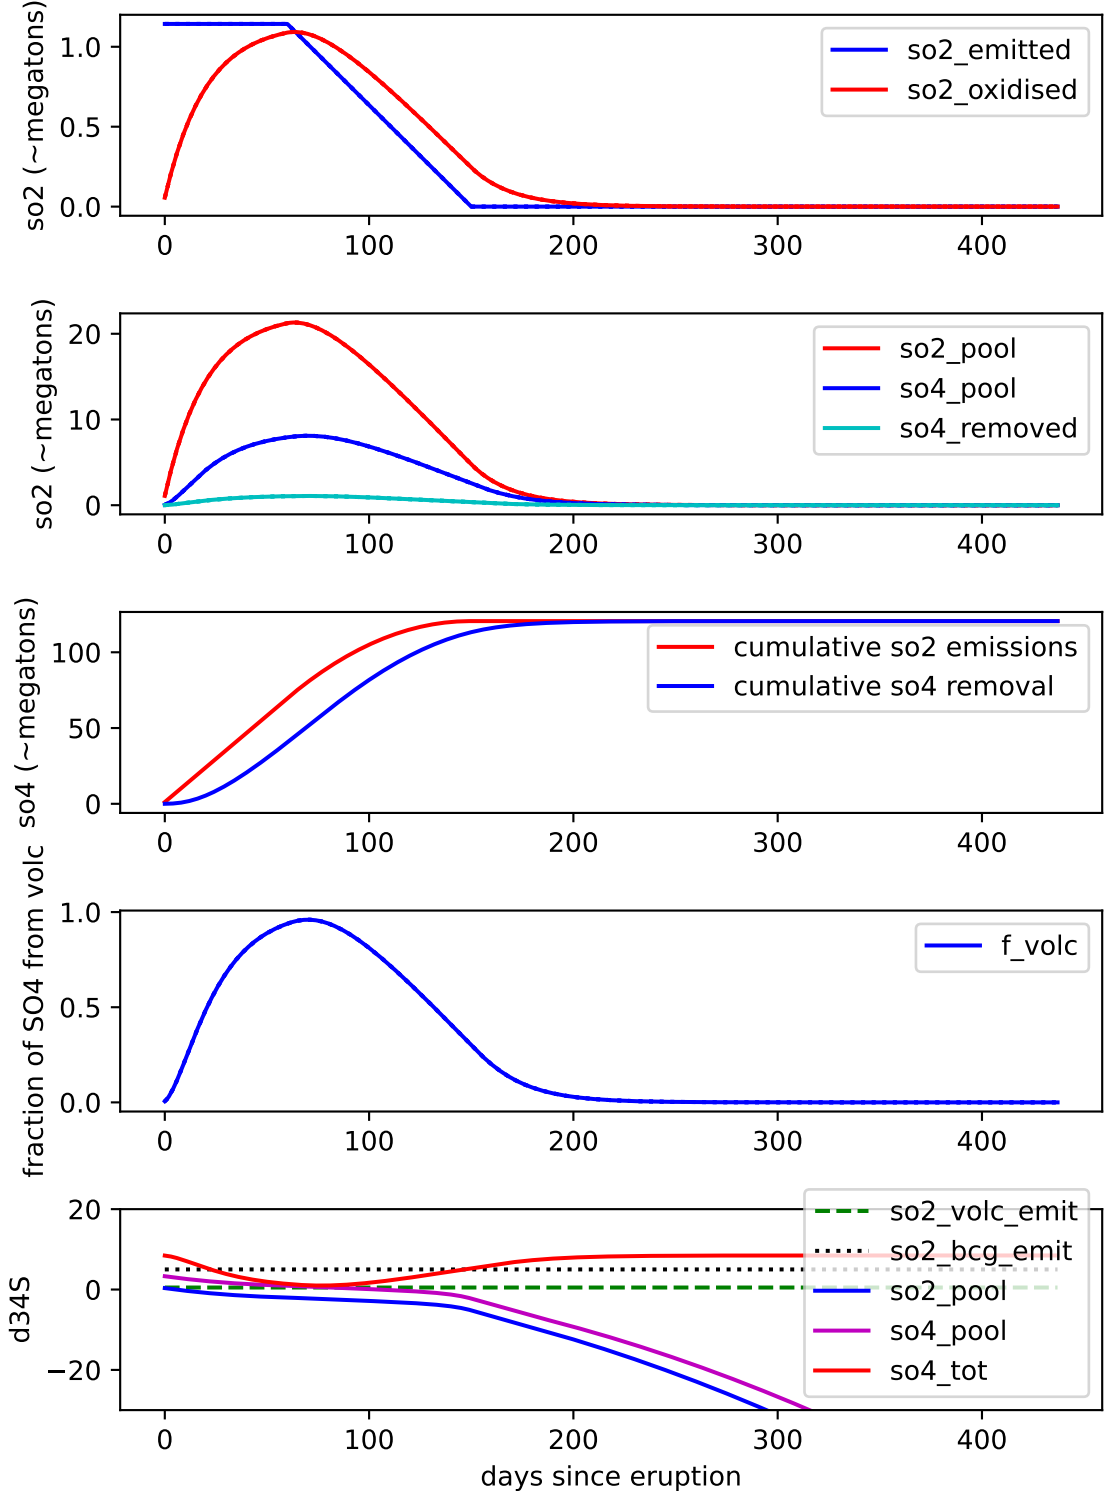 so2 (~megatons)
1.0
0.5
0.0
so2_emitted
so2_oxidised
0
100
200
300
400
so2 (~megatons)
20
10
0
so2_pool
so4_pool
so4_removed
0
100
200
300
400
so4 (~megatons)
100
50
0
cumulative so2 emissions
cumulative so4 removal
0
100
200
300
400
fraction of SO4 from volc
1.0
0.5
0.0
f_volc
0
100
200
300
400
d34S
20
0
−20
so2_volc_emit
so2_bcg_emit
so2_pool
so4_pool
so4_tot
0
100
200
300
400
days since eruption